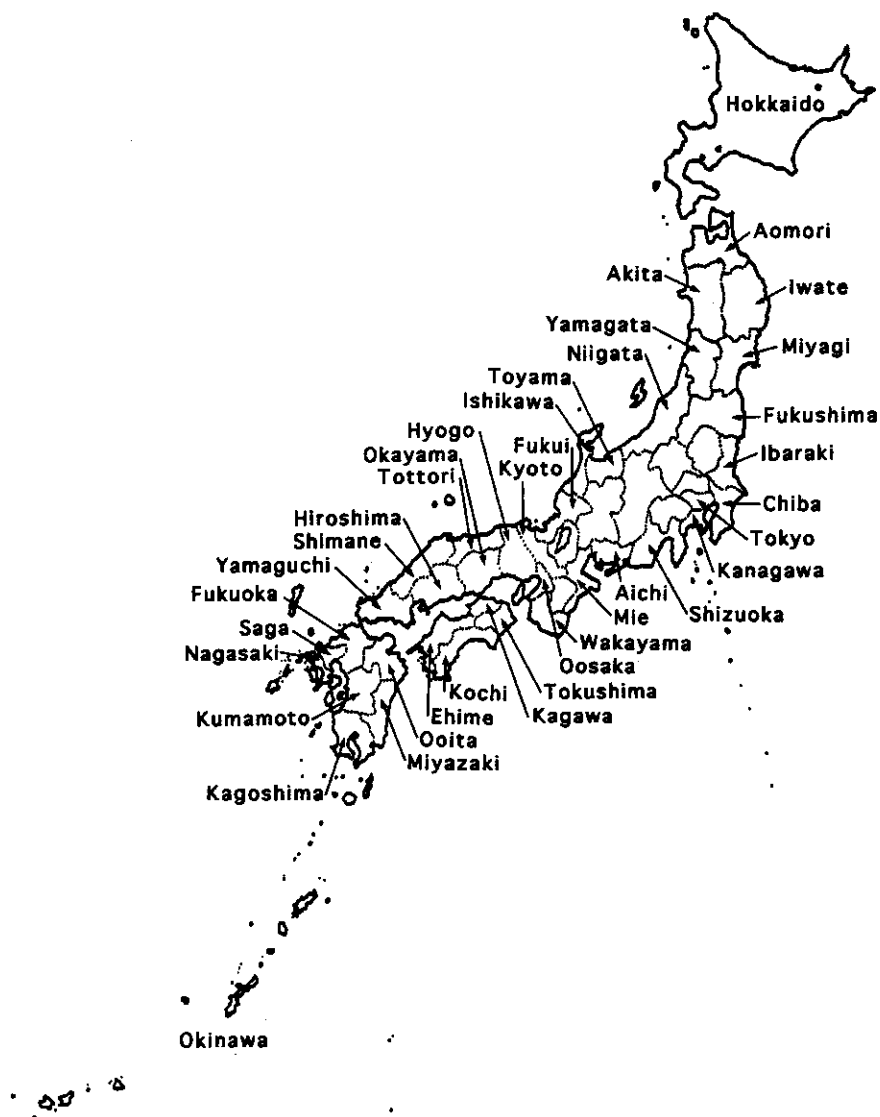 Hokkaido
Aomori
Akita
Iwate
Yamagata
Miyagi
Niigata
Toyama
Ishikawa
Fukushima
Hyogo
Fukui
Ibaraki
Okayama
Kyoto
Tottori
Chiba
Hiroshima
Tokyo
Shimane
Kanagawa
Yamaguchi
Aichi
Fukuoka
Mie
Shizuoka
Saga
Wakayama
Nagasaki
Oosaka
Kochi
Tokushima
Kumamoto
Ehime
Kagawa
Ooita
Miyazaki
Kagoshima
Okinawa